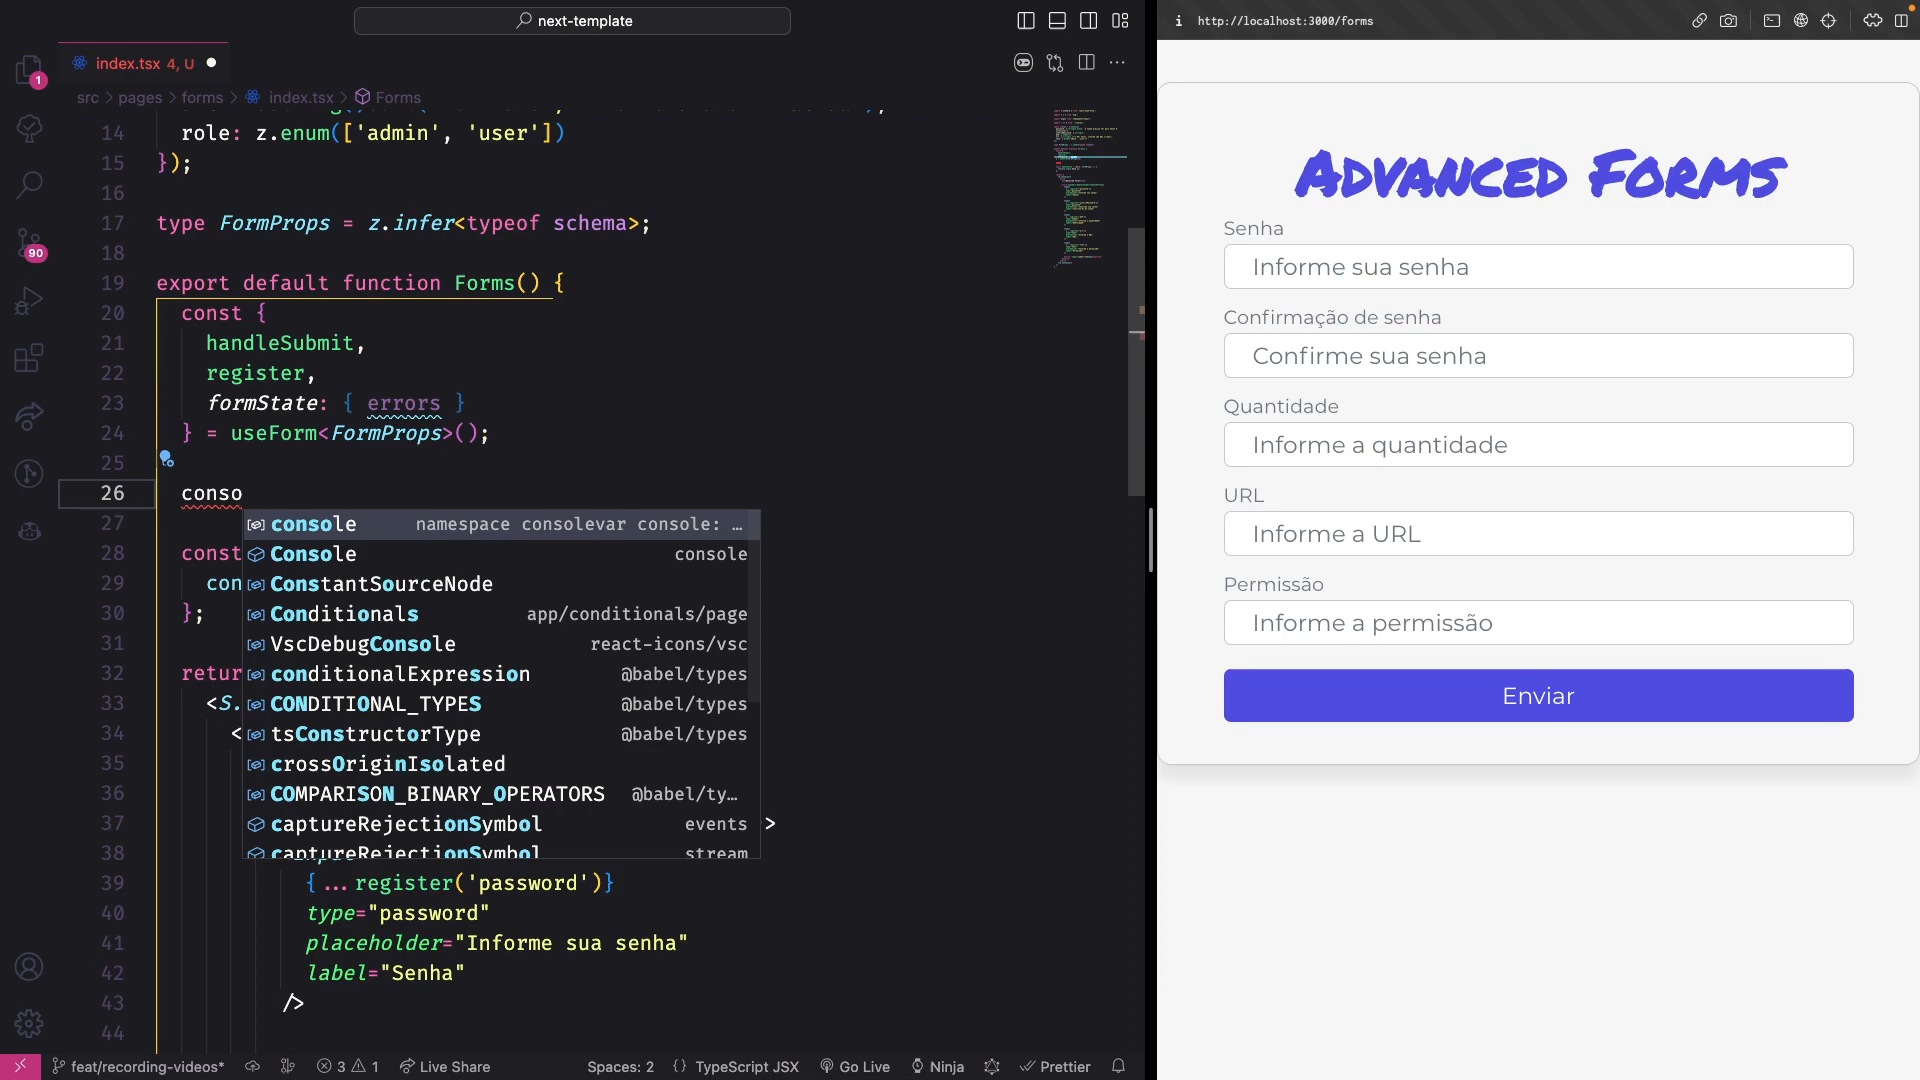 next-template
index.tsx 4, U
src > pages > forms > index.tsx > Forms
14 role: z.enum(['admin', 'user'])
15 });
16
17 type FormProps = z.infer<typeof schema>;
18
19 export default function Forms() {
20 const {
21 handleSubmit,
22 register,
23 formState: { errors }
24 } = useForm<FormProps>();
25
26 conso
27
28 const
29 con
30 };
31
32 retur
33 <S.
34 <
35
36
37 >
38
39 {...register('password')}
40 type="password"
41 placeholder="Informe sua senha"
42 label="Senha"
43 />
44
console namespace consolevar console: …
Console console
ConstantSourceNode
Conditionals app/conditionals/page
VscDebugConsole react-icons/vsc
conditionalExpression @babel/types
CONDITIONAL_TYPES @babel/types
tsConstructorType @babel/types
crossOriginIsolated
COMPARISON_BINARY_OPERATORS @babel/ty…
captureRejectionSymbol events
captureRejectionSymbol stream
1
90
feat/recording-videos* 3 1 Live Share Spaces: 2 {} TypeScript JSX Go Live Ninja Prettier
http://localhost:3000/forms
Advanced Forms
Senha
Informe sua senha
Confirmação de senha
Confirme sua senha
Quantidade
Informe a quantidade
URL
Informe a URL
Permissão
Informe a permissão
Enviar